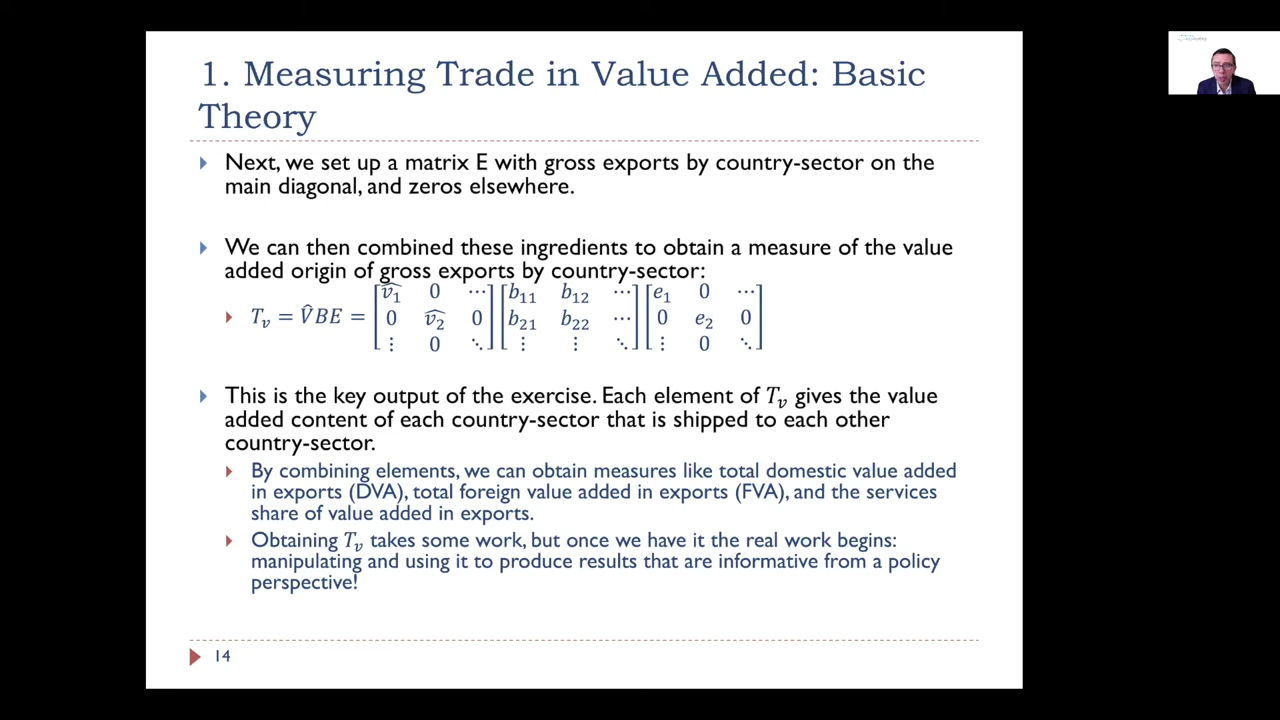 1. Measuring Trade in Value Added: Basic
Theory
Next, we set up a matrix E with gross exports by country-sector on the
main diagonal, and zeros elsewhere.
We can then combined these ingredients to obtain a measure of the value
added origin of gross exports by country-sector:
T_v = V̂BE = [v̂_1 0 ⋯; 0 v̂_2 0; ⋮ 0 ⋱] [b_11 b_12 ⋯; b_21 b_22 ⋯; ⋮ ⋮ ⋱] [e_1 0 ⋯; 0 e_2 0; ⋮ 0 ⋱]
This is the key output of the exercise. Each element of T_v gives the value
added content of each country-sector that is shipped to each other
country-sector.
By combining elements, we can obtain measures like total domestic value added
in exports (DVA), total foreign value added in exports (FVA), and the services
share of value added in exports.
Obtaining T_v takes some work, but once we have it the real work begins:
manipulating and using it to produce results that are informative from a policy
perspective!
14